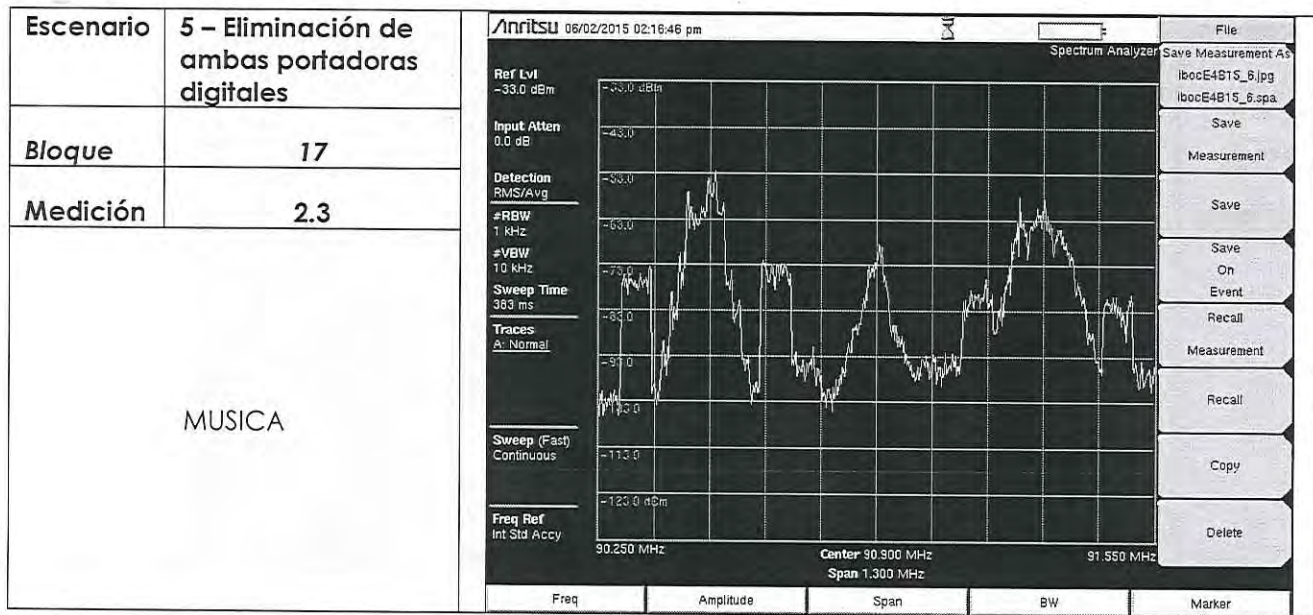 Escenario
5 – Eliminación de
ambas portadoras
digitales
Bloque
17
Medición
2.3
MUSICA
Anritsu 06/02/2015 02:16:46 pm
Spectrum Analyzer
Ref Lvl
-33.0 dBm
Input Atten
0.0 dB
Detection
RMS/Avg
#RBW
1 kHz
#VBW
10 kHz
Sweep Time
383 ms
Traces
A: Normal
Sweep (Fast)
Continuous
Freq Ref
Int Std Accy
-33.0 dBm
-43.0
-53.0
-63.0
-73.0
-83.0
-93.0
-103.0
-113.0
-123.0 dBm
90.250 MHz
Center 90.900 MHz
91.550 MHz
Span 1.300 MHz
File
Save Measurement As
ibocE4B15_6.jpg
ibocE4B15_6.spa
Save
Measurement
Save
Save
On
Event
Recall
Measurement
Recall
Copy
Delete
Freq
Amplitude
Span
BW
Marker